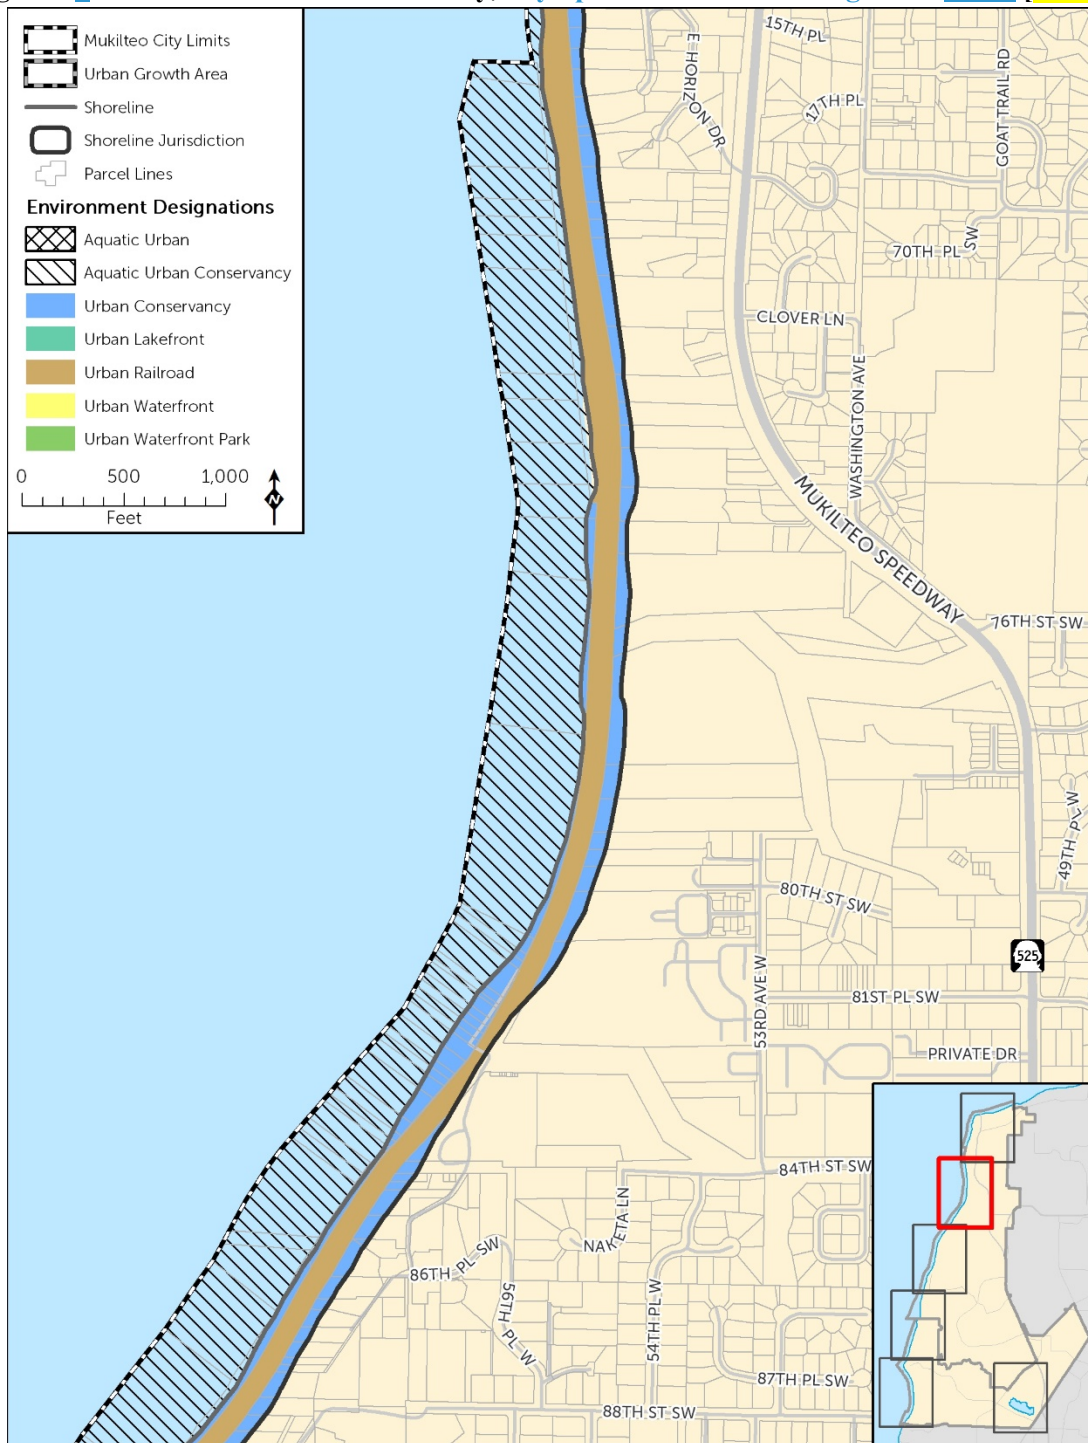 Mukilteo City Limits
Urban Growth Area
Shoreline
Shoreline Jurisdiction
Parcel Lines
Environment Designations
Aquatic Urban
Aquatic Urban Conservancy
Urban Conservancy
Urban Lakefront
Urban Railroad
Urban Waterfront
Urban Waterfront Park
0 500 1,000
Feet
N
15TH PL
E HORIZON DR
17TH PL
GOAT TRAIL RD
70TH PL SW
CLOVER LN
WASHINGTON AVE
MUKILTEO SPEEDWAY
76TH ST SW
49TH PL W
80TH ST SW
525
53RD AVE W
81ST PL SW
PRIVATE DR
84TH ST SW
NAKETA LN
86TH PL SW
56TH PL W
54TH PL W
87TH PL SW
88TH ST SW